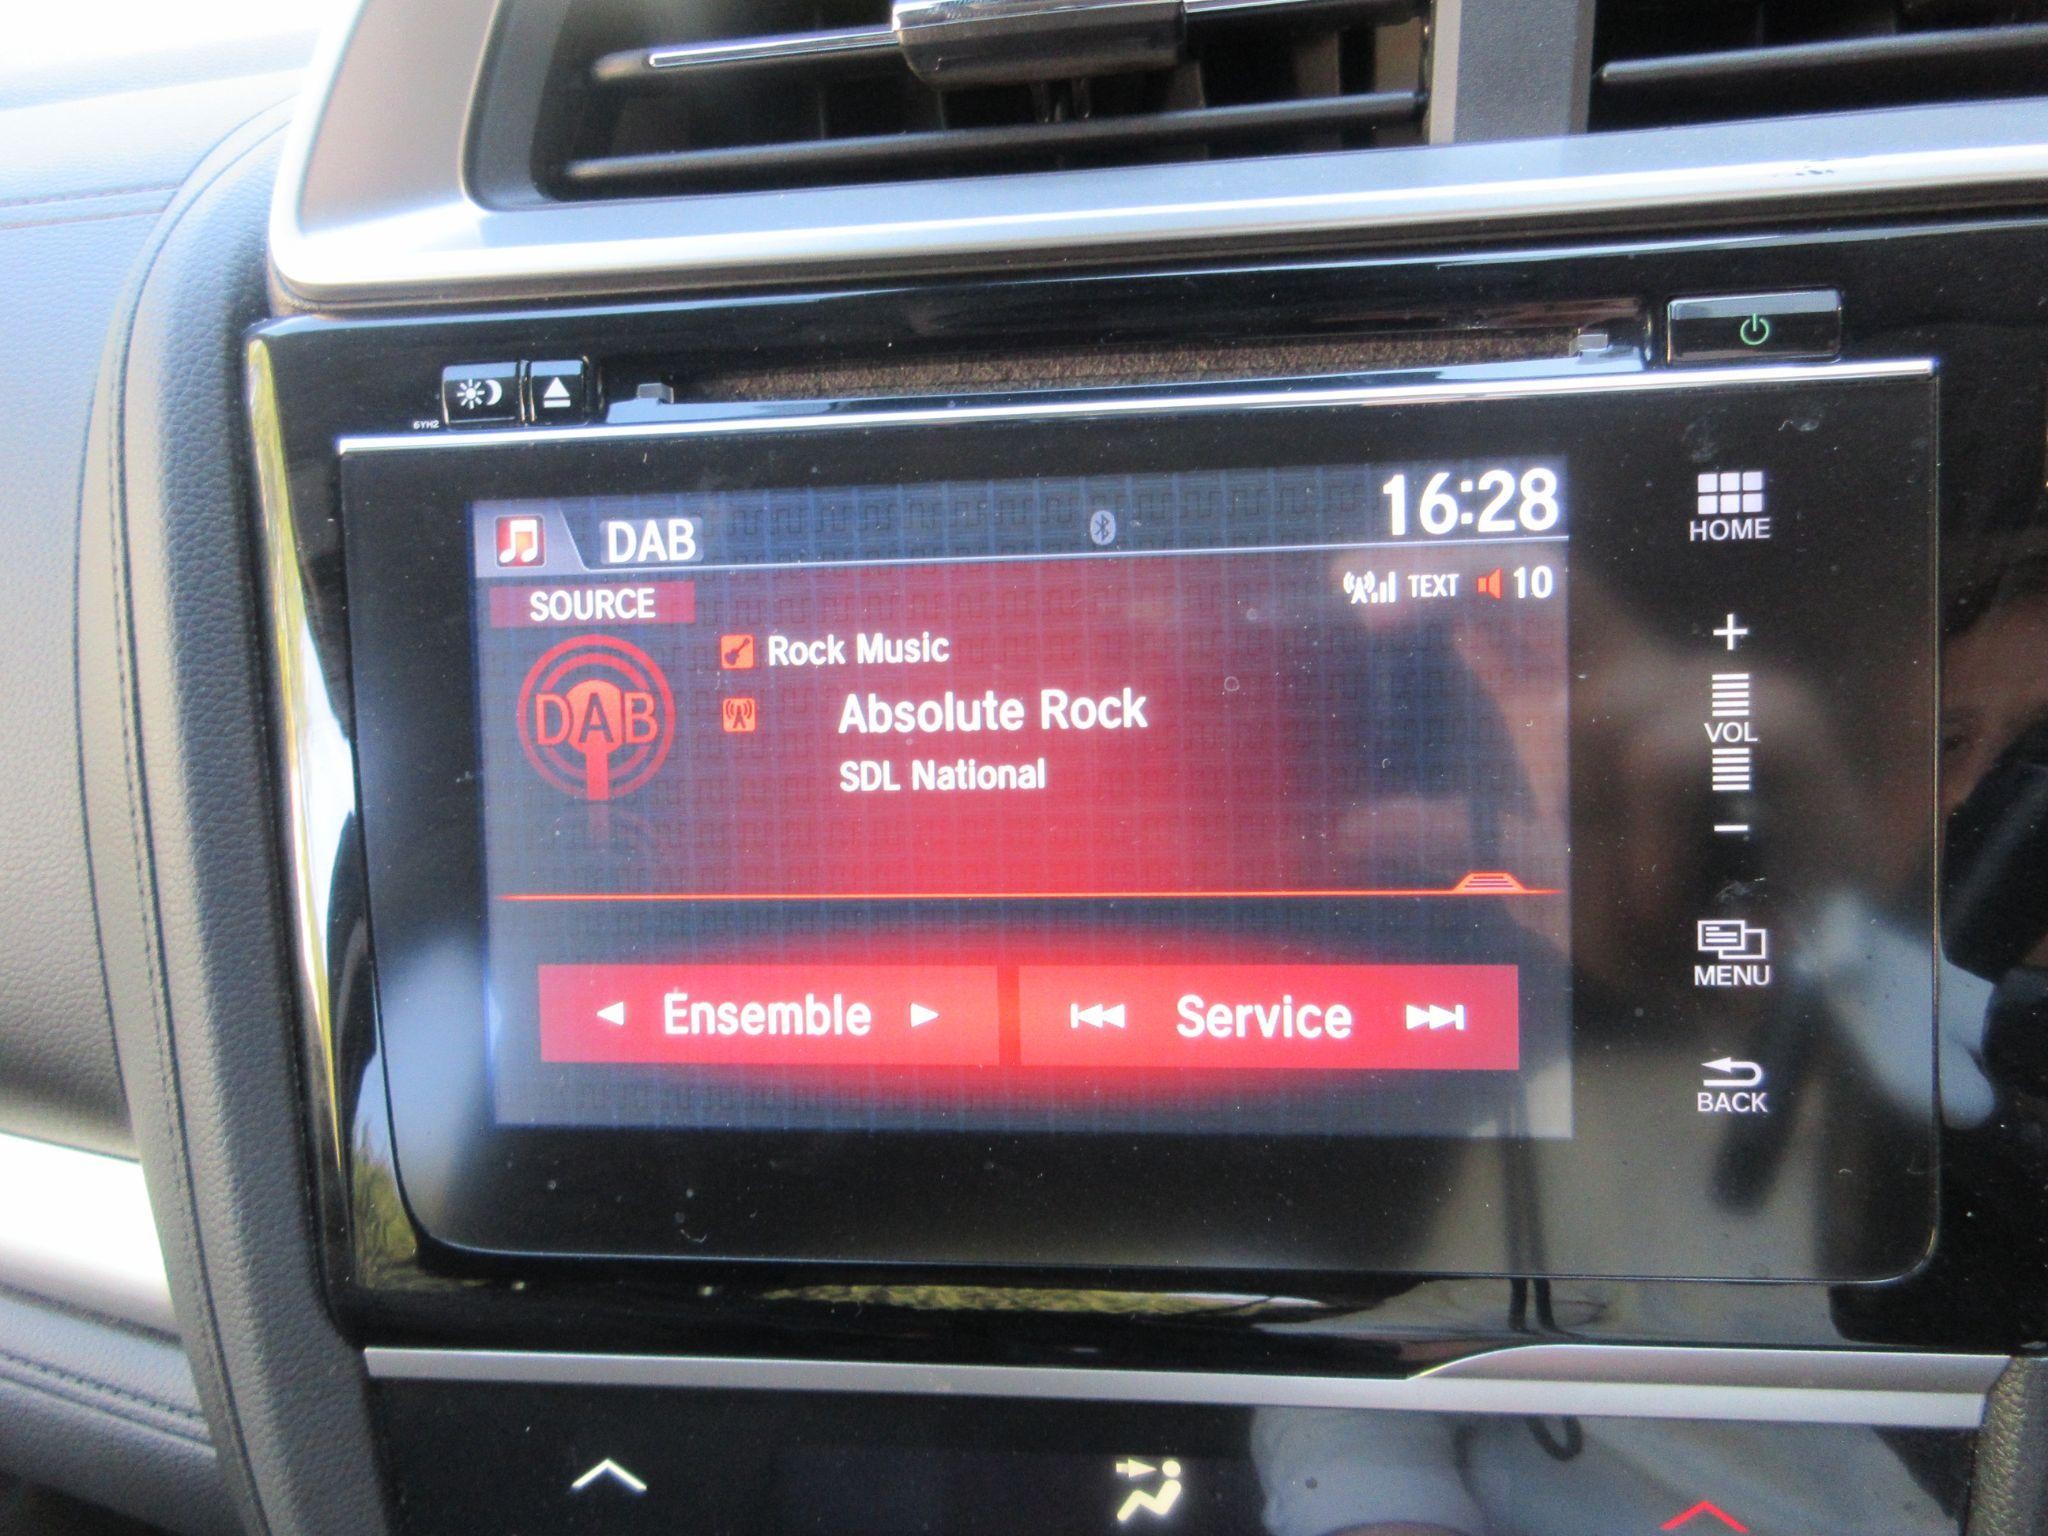 6YH2
DAB
16:28
HOME
SOURCE
TEXT
10
DAB
Rock Music
Absolute Rock
SDL National
+
VOL
−
Ensemble
Service
MENU
BACK